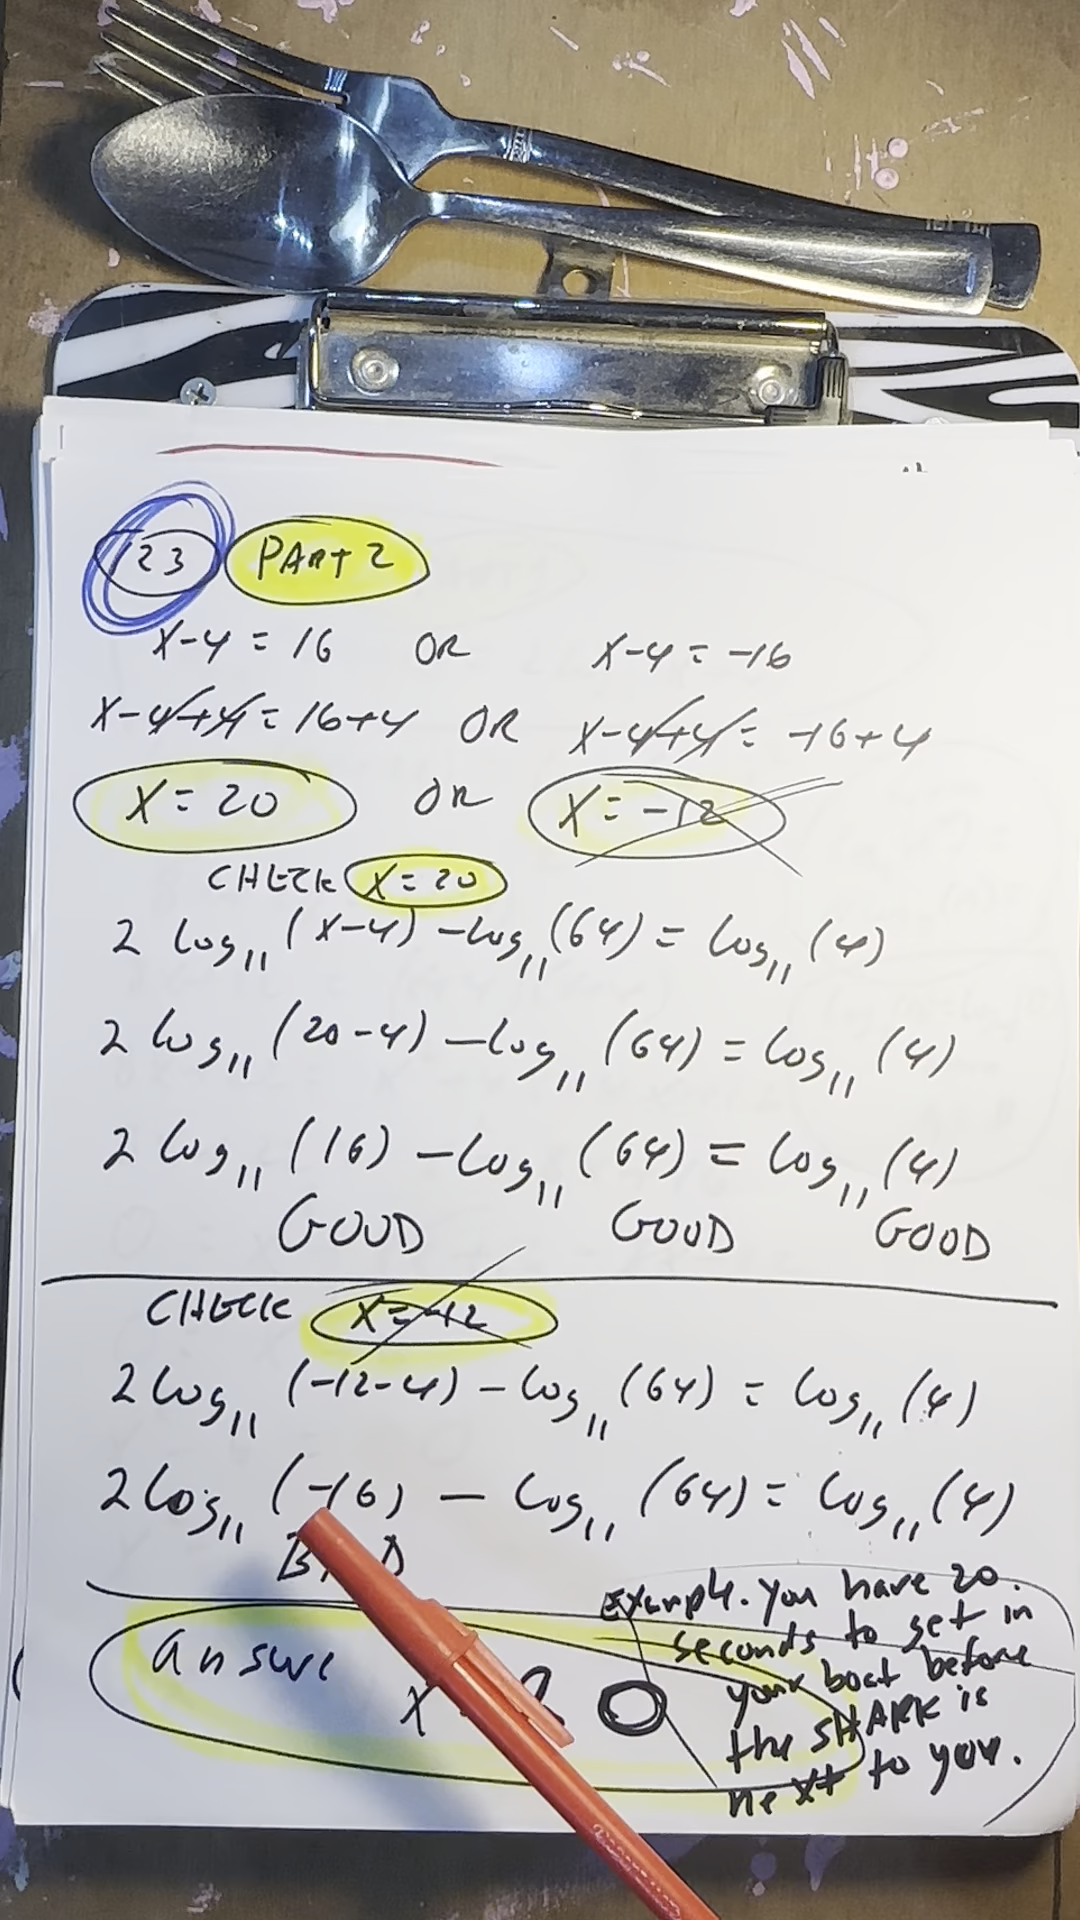 123 PART 2
x-4 = 16 OR x-4 = -16
x-4+4 = 16+4 OR x-4+4 = -16+4
x = 20 OR x = -12
CHECK x = 20
2 log₁₁ (x-4) - log₁₁ (64) = log₁₁ (4)
2 log₁₁ (20-4) - log₁₁ (64) = log₁₁ (4)
2 log₁₁ (16) - log₁₁ (64) = log₁₁ (4)
GOOD GOOD GOOD
CHECK x = -12
2 log₁₁ (-12-4) - log₁₁ (64) = log₁₁ (4)
2 log₁₁ (-16) - log₁₁ (64) = log₁₁ (4)
answe
x 2 0
Example. you have 20.
seconds to get in
your boat before
the SHARK is
next to you.